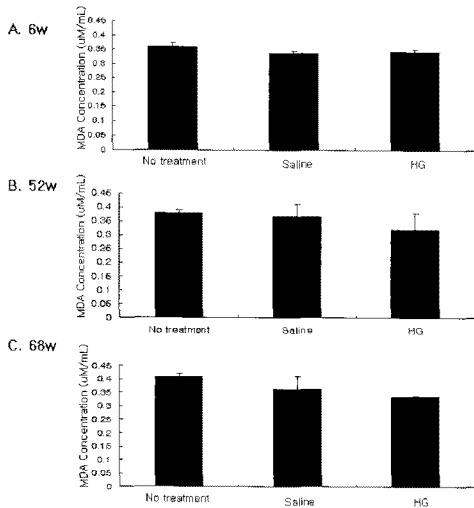 A. 6w
MDA Concentration (uM/mL)
0.45
0.4
0.35
0.3
0.25
0.2
0.15
0.1
0.05
0
No treatment
Saline
HG
B. 52w
MDA Concentration (uM/mL)
0.45
0.4
0.35
0.3
0.25
0.2
0.15
0.1
0.05
0
No treatment
Saline
HG
C. 68w
MDA Concentration (uM/mL)
0.45
0.4
0.35
0.3
0.25
0.2
0.15
0.1
0.05
0
No treatment
Saline
HG